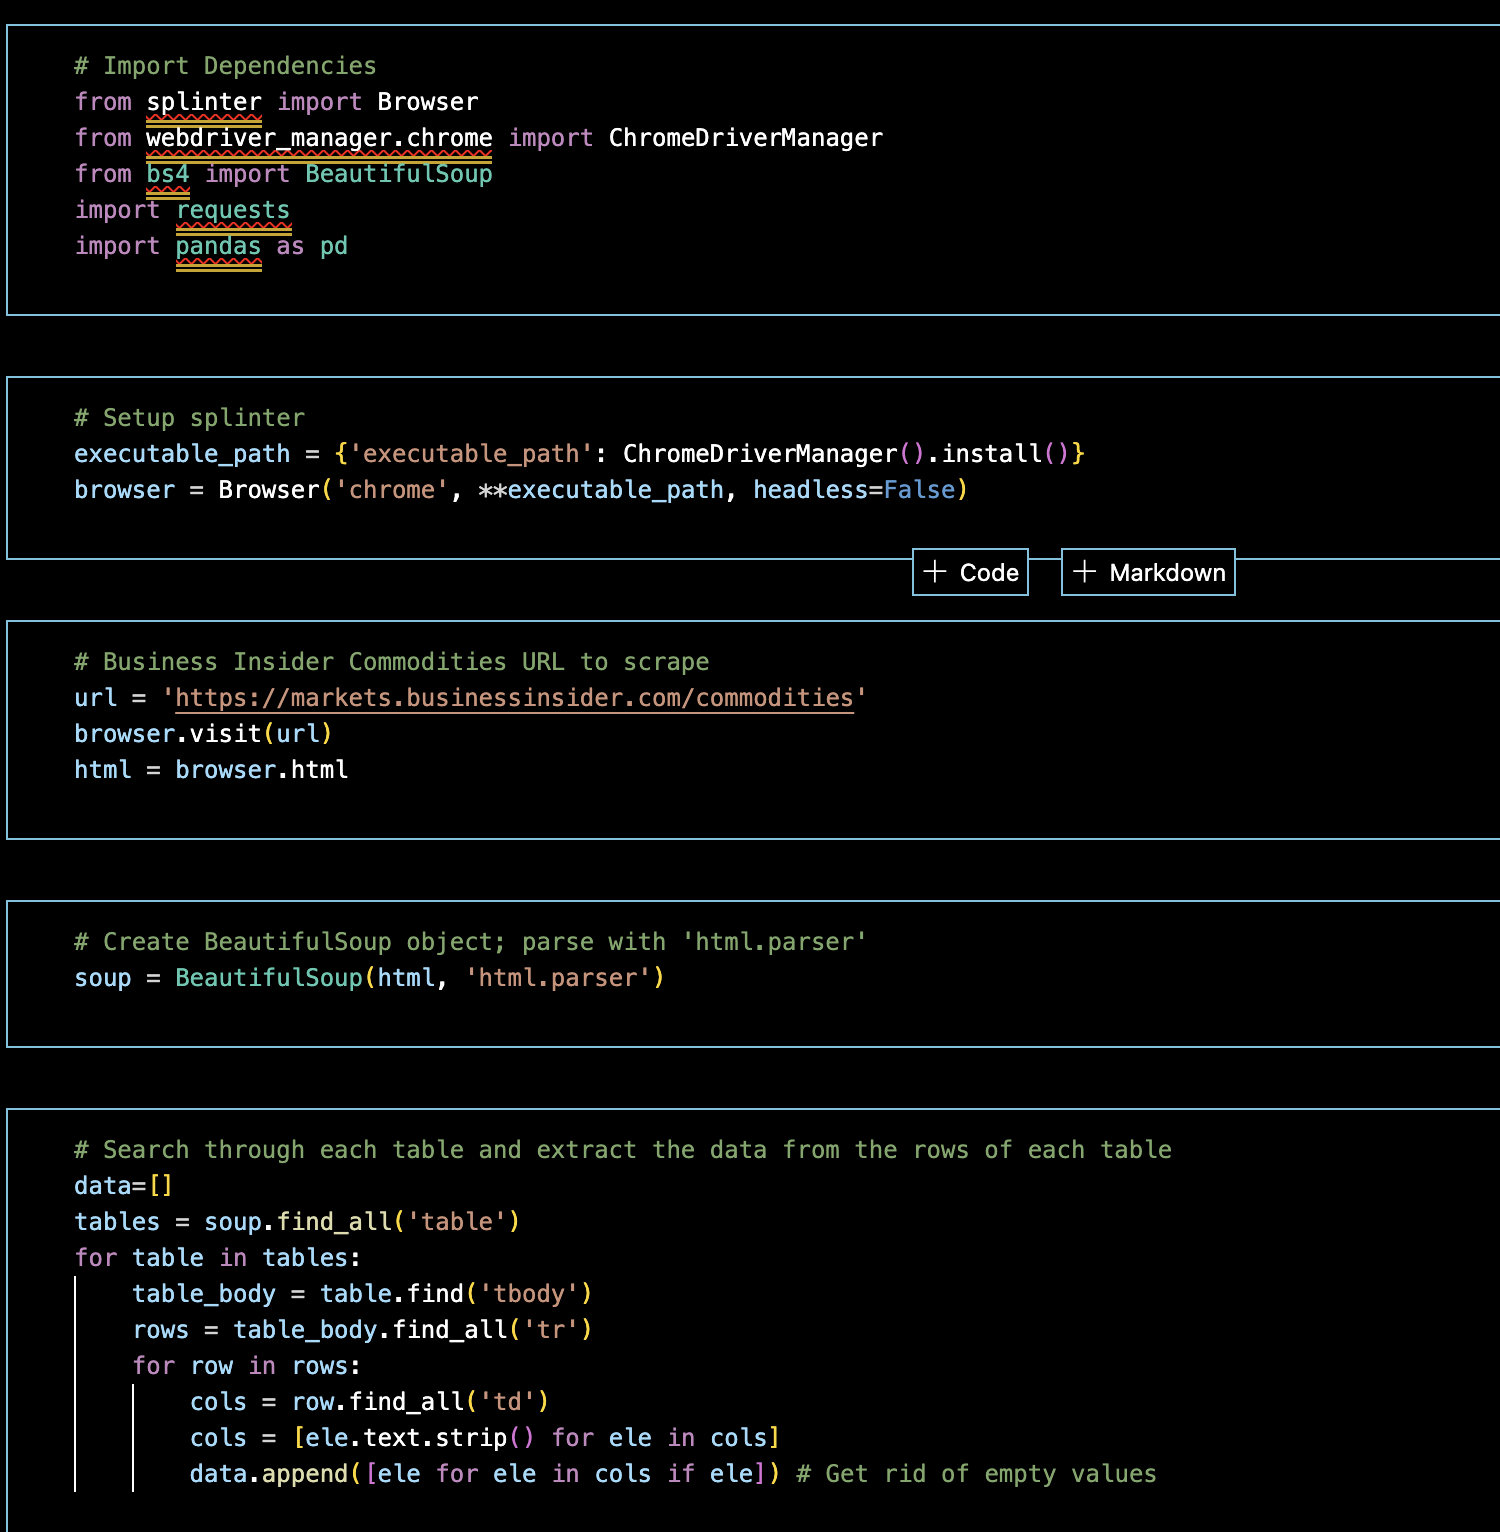 # Import Dependencies
from splinter import Browser
from webdriver_manager.chrome import ChromeDriverManager
from bs4 import BeautifulSoup
import requests
import pandas as pd
# Setup splinter
executable_path = {'executable_path': ChromeDriverManager().install()}
browser = Browser('chrome', **executable_path, headless=False)
+ Code + Markdown
# Business Insider Commodities URL to scrape
url = 'https://markets.businessinsider.com/commodities'
browser.visit(url)
html = browser.html
# Create BeautifulSoup object; parse with 'html.parser'
soup = BeautifulSoup(html, 'html.parser')
# Search through each table and extract the data from the rows of each table
data=[]
tables = soup.find_all('table')
for table in tables:
    table_body = table.find('tbody')
    rows = table_body.find_all('tr')
    for row in rows:
        cols = row.find_all('td')
        cols = [ele.text.strip() for ele in cols]
        data.append([ele for ele in cols if ele]) # Get rid of empty values